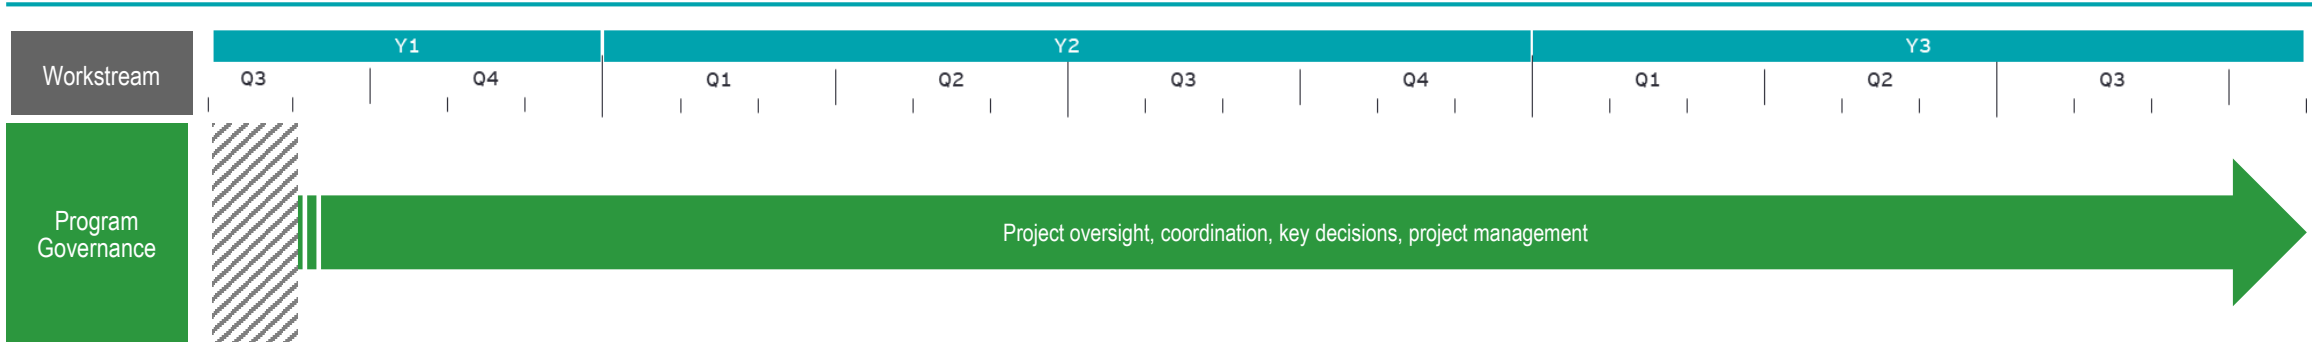 Workstream
Y1
Y2
Y3
Q3
Q4
Q1
Q2
Q3
Q4
Q1
Q2
Q3
Program
Governance
Project oversight, coordination, key decisions, project management